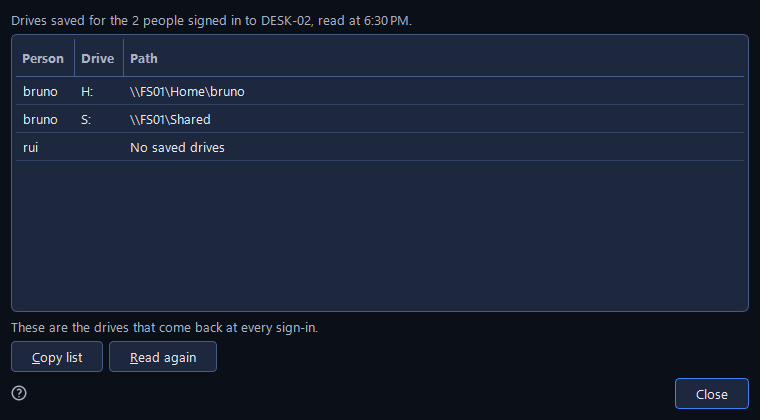 Drives saved for the 2 people signed in to DESK-02, read at 6:30 PM.
Person Drive Path
bruno H: \\FS01\Home\bruno
bruno S: \\FS01\Shared
rui No saved drives
These are the drives that come back at every sign-in.
Copy list Read again
Close